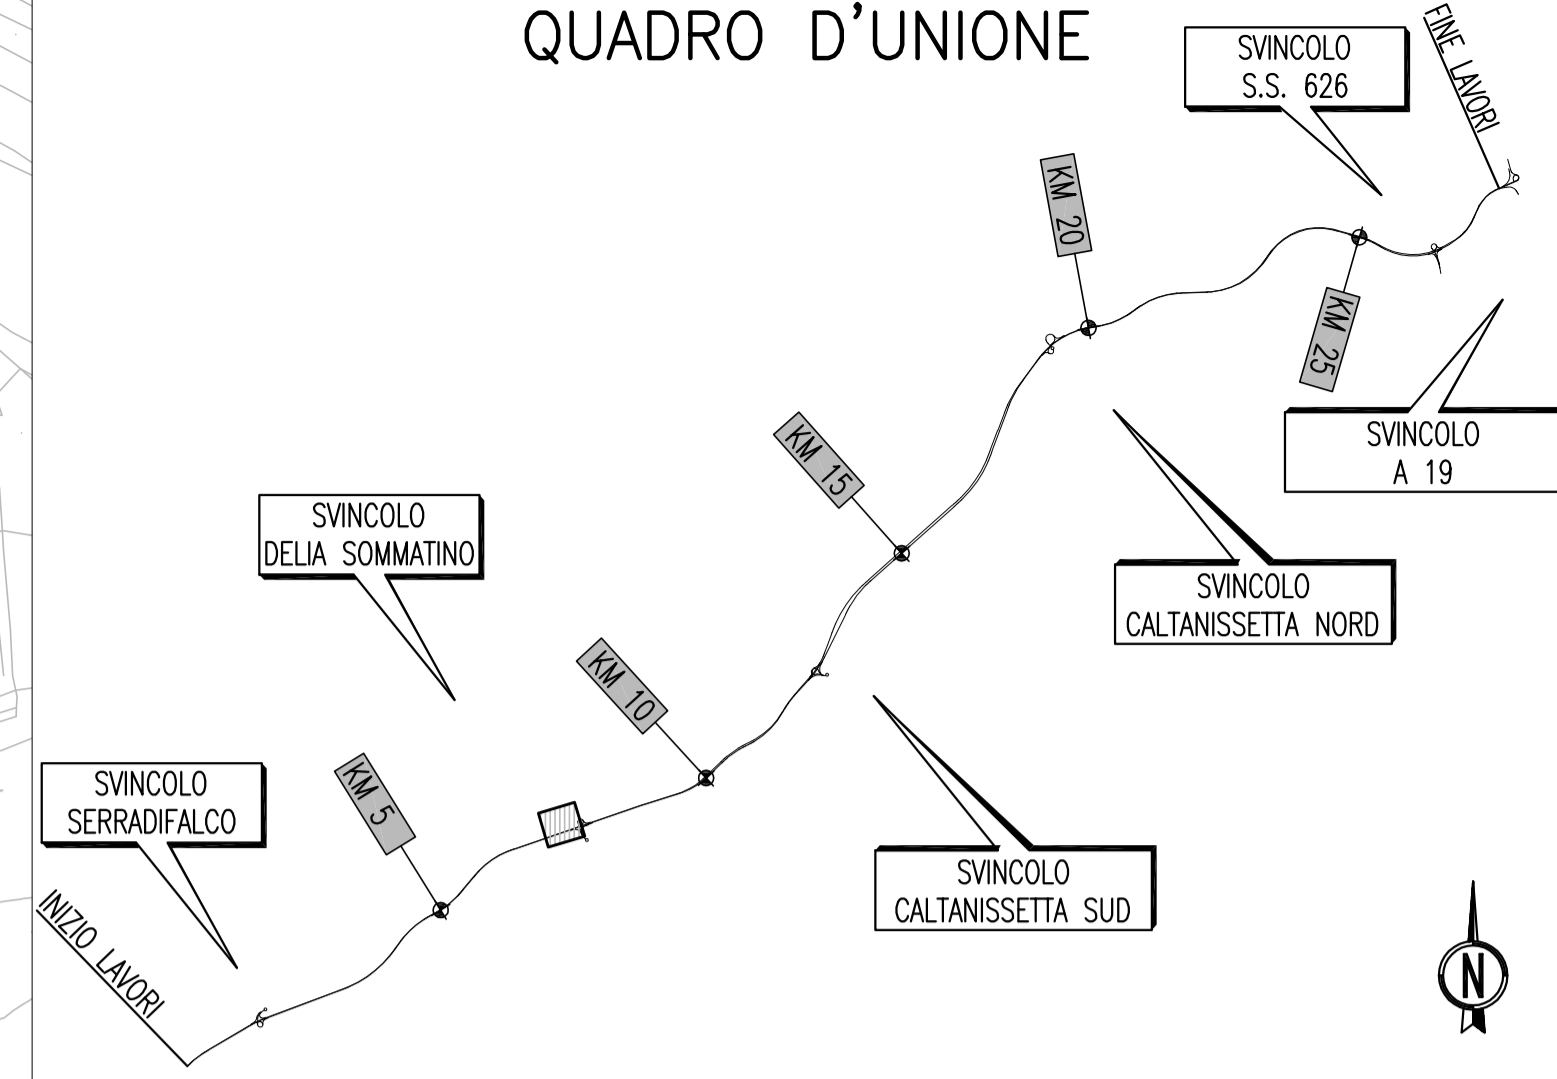 QUADRO D'UNIONE
SVINCOLO
S.S. 626
FINE LAVORI
KM 20
KM 25
SVINCOLO
A 19
KM 15
SVINCOLO
DELIA SOMMATINO
SVINCOLO
CALTANISSETTA NORD
KM 10
KM 5
SVINCOLO
SERRADIFALCO
SVINCOLO
CALTANISSETTA SUD
INIZIO LAVORI
N